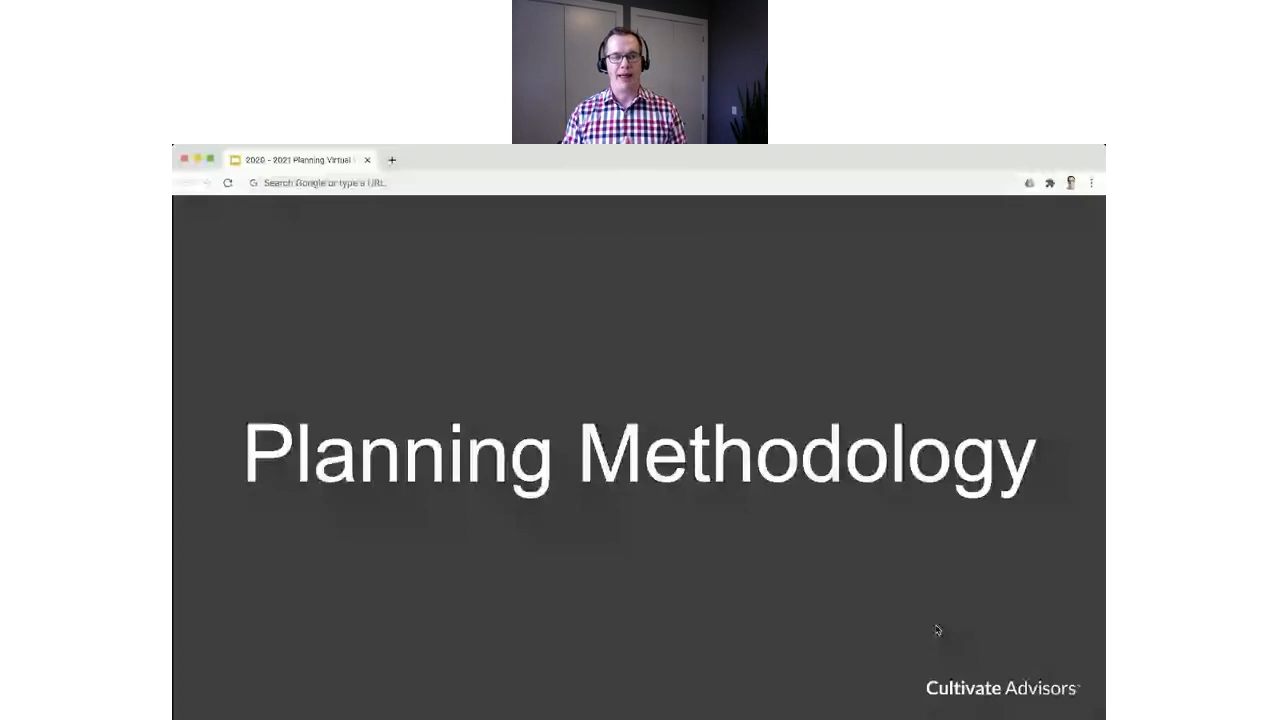 2020 - 2021 Planning Virtual
Search Google or type a URL
Planning Methodology
Cultivate Advisors